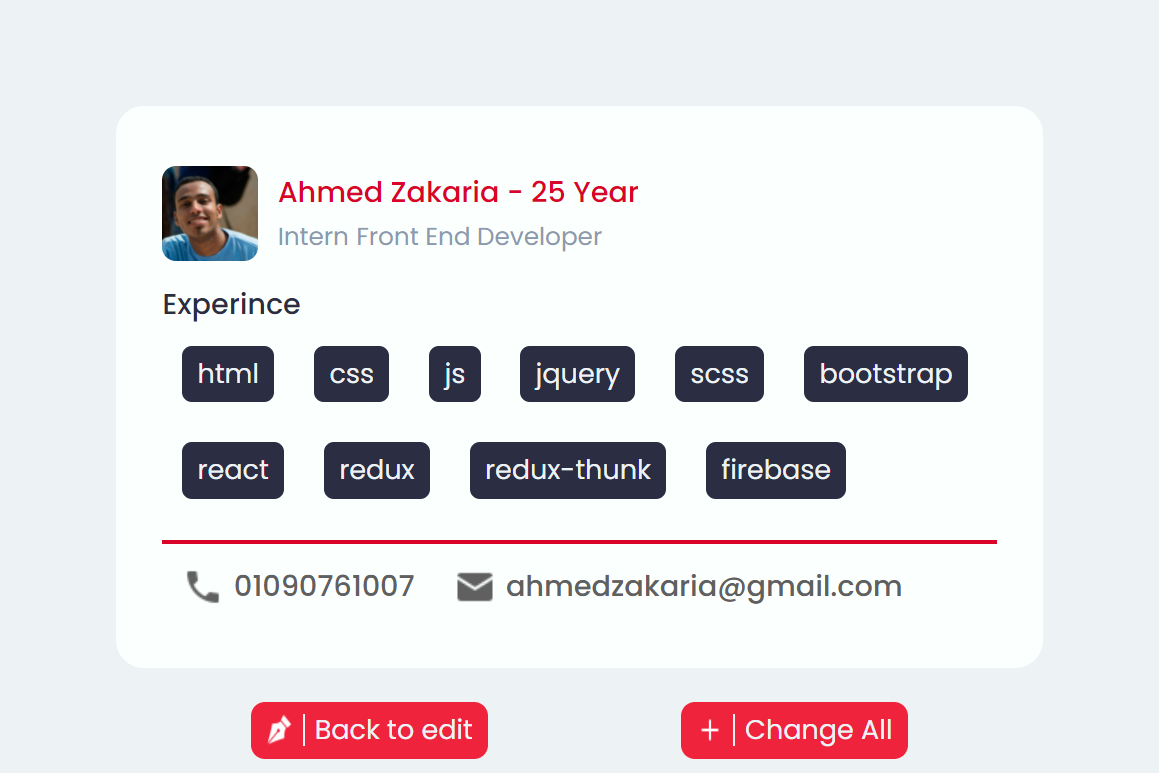 Ahmed Zakaria - 25 Year
Intern Front End Developer
Experince
html css js jquery scss bootstrap
react redux redux-thunk firebase
01090761007 ahmedzakaria@gmail.com
Back to edit Change All